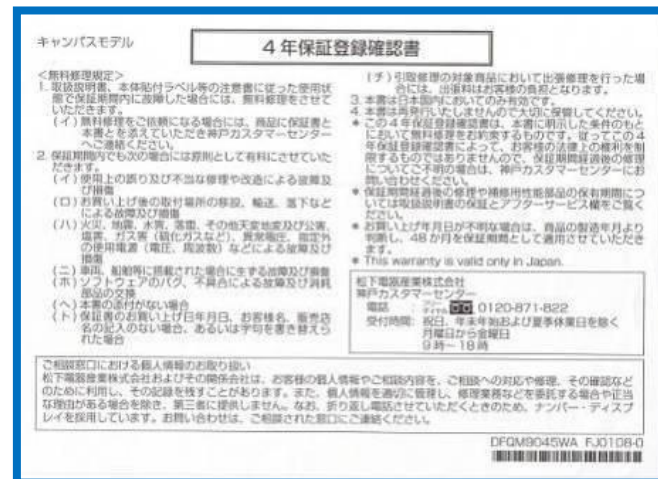 キャンパスモデル
4年保証登録確認書
<無料修理規定>
1. 取扱説明書、本体貼付ラベル等の注意書に従った使用状
態で保証期間内に故障した場合には、無料修理をさせて
いただきます。
(イ)無料修理をご依頼になる場合には、商品に保証書と
本書とを添えていただき神戸カスタマーセンター
へご連絡ください。
2. 保証期間内でも次の場合には原則として有料にさせていた
だきます。
(イ)使用上の誤り及び不当な修理や改造による故障及
び損傷
(ロ)お買い上げ後の取付場所の移設、輸送、落下など
による故障及び損傷
(ハ)火災、地震、水害、落雷、その他天変地変及び公害、
塩害、ガス害(硫化ガスなど)、異常電圧、指定外
の使用電源(電圧、周波数)などによる故障及び
損傷
(ニ)車両、船舶等に搭載された場合に生ずる故障及び損傷
(ホ)ソフトウェアのバグ、不具合による故障及び消耗
部品の交換
(ヘ)本書の添付がない場合
(ト)保証書のお買い上げ年月日、お客様名、販売店
名の記入のない場合、あるいは字句を書き替えら
れた場合
(チ)引取修理の対象商品において出張修理を行った場
合には、出張料はお客様の負担となります。
3. 本書は日本国内においてのみ有効です。
4. 本書は再発行いたしませんので大切に保管してください。
* この4年保証登録確認書は、本書に明示した条件のもと
において無料修理をお約束するものです。従ってこの4
年保証登録確認書によって、お客様の法律上の権利を制
限するものではありませんので、保証期間経過後の修理
についてご不明の場合は、神戸カスタマーセンターにお
問い合わせください。
* 保証期間経過後の修理や補修用性能部品の保有期間につ
いては取扱説明書の保証とアフターサービス欄をご覧く
ださい。
* お買い上げ年月日が不明な場合は、商品の製造年月より
判断し、48か月を保証期間として適用させていただき
ます。
* This warranty is valid only in Japan.
松下電器産業株式会社
神戸カスタマーセンター
電話 : フリーダイヤル 0120-871-822
受付時間: 祝日、年末年始および夏季休業日を除く
月曜日から金曜日
9時~18時
ご相談窓口における個人情報のお取り扱い
松下電器産業株式会社およびその関係会社は、お客様の個人情報やご相談内容を、ご相談への対応や修理、その確認など
のために利用し、その記録を残すことがあります。また、個人情報を適切に管理し、修理業務などを委託する場合や正当
な理由がある場合を除き、第三者に提供しません。なお、折り返し電話させていただくときのため、ナンバー・ディスプ
レイを採用しています。お問い合わせは、ご相談された窓口にご連絡ください。
DFQM9045WA FJ0108-0